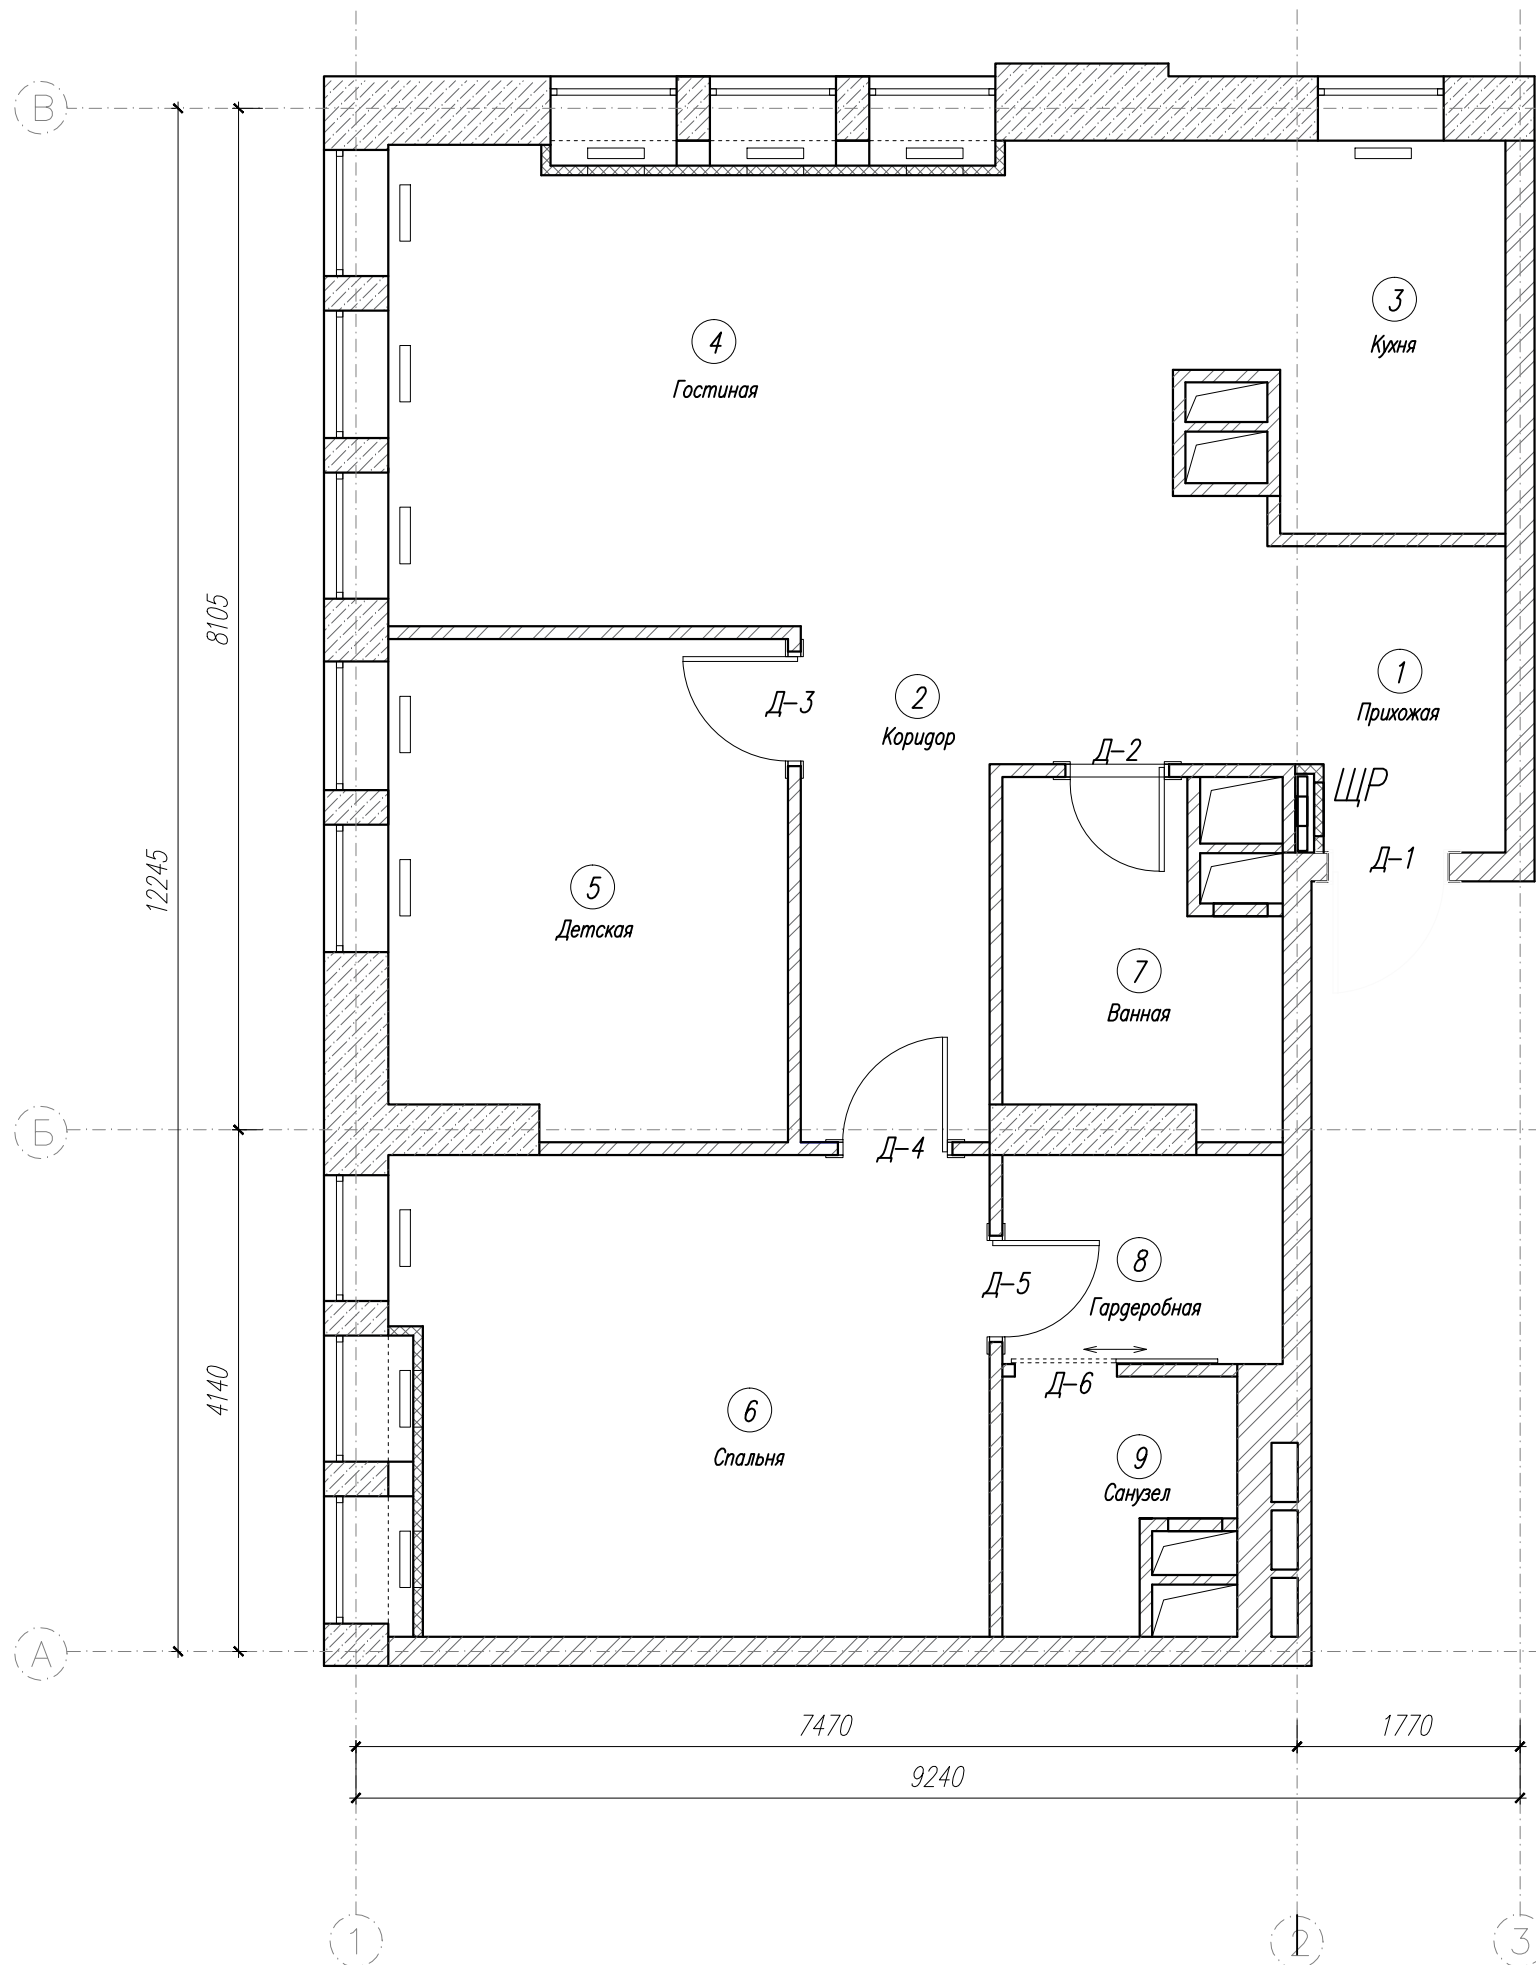 В
3
Кухня
4
Гостиная
8105
1
Прихожая
2
Коридор
Д-3
Д-2
ЩР
Д-1
12245
5
Детская
7
Ванная
Б
Д-4
8
Гардеробная
Д-5
4140
Д-6
6
Спальня
9
Санузел
А
7470
1770
9240
1
2
3